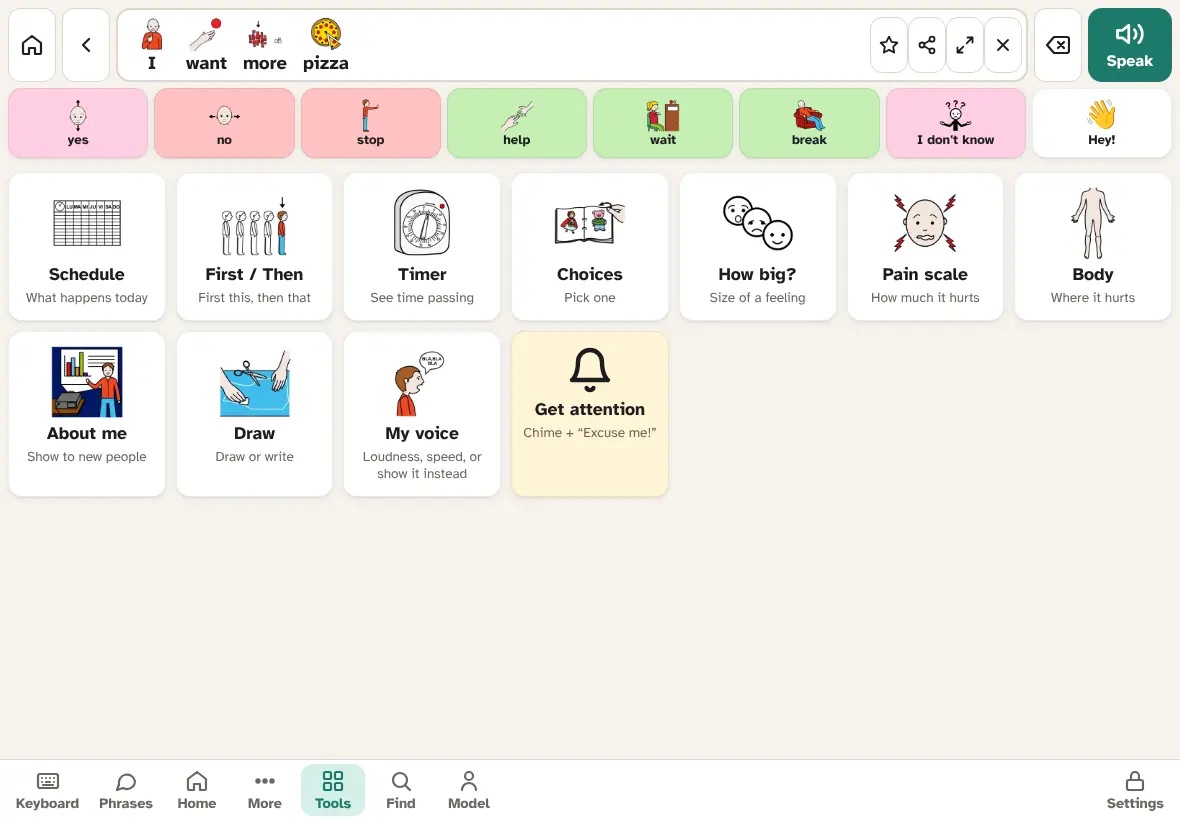 I want more pizza
Speak
yes no stop help wait break I don't know Hey!
Schedule First / Then Timer Choices How big? Pain scale Body
What happens today First this, then that See time passing Pick one Size of a feeling How much it hurts Where it hurts
BLA,BLA
BLA
About me Draw My voice Get attention
Show to new people Draw or write Loudness, speed, or show it instead Chime + “Excuse me!”
Keyboard Phrases Home More Tools Find Model Settings